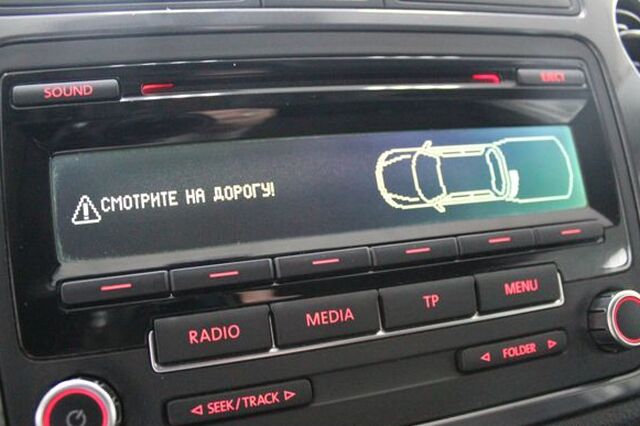 SOUND
EJECT
СМОТРИТЕ НА ДОРОГУ!
RADIO
MEDIA
TP
MENU
SEEK/TRACK
FOLDER